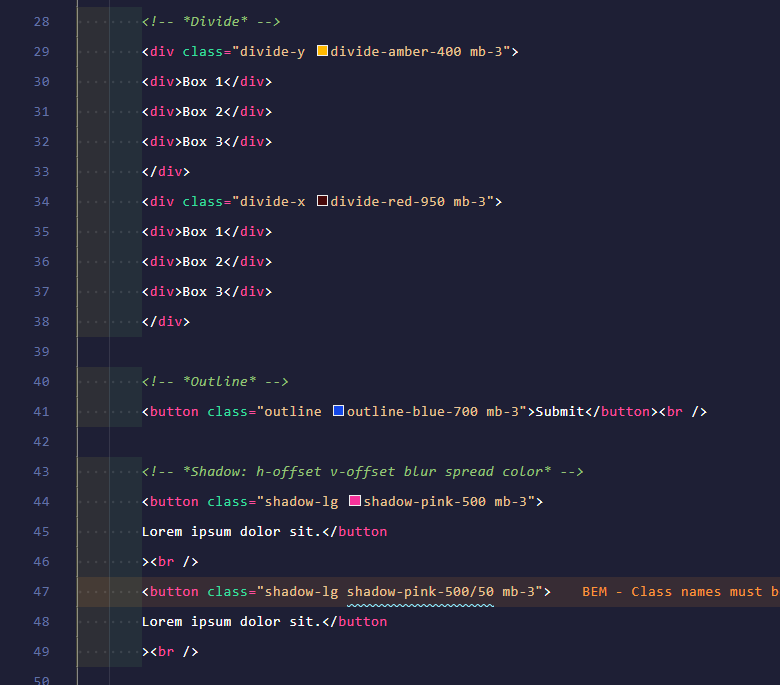 28 <!-- *Divide* -->
29 <div class="divide-y divide-amber-400 mb-3">
30 <div>Box 1</div>
31 <div>Box 2</div>
32 <div>Box 3</div>
33 </div>
34 <div class="divide-x divide-red-950 mb-3">
35 <div>Box 1</div>
36 <div>Box 2</div>
37 <div>Box 3</div>
38 </div>
39
40 <!-- *Outline* -->
41 <button class="outline outline-blue-700 mb-3">Submit</button><br />
42
43 <!-- *Shadow: h-offset v-offset blur spread color* -->
44 <button class="shadow-lg shadow-pink-500 mb-3">
45 Lorem ipsum dolor sit.</button
46 ><br />
47 <button class="shadow-lg shadow-pink-500/50 mb-3"> BEM - Class names must b
48 Lorem ipsum dolor sit.</button
49 ><br />
50